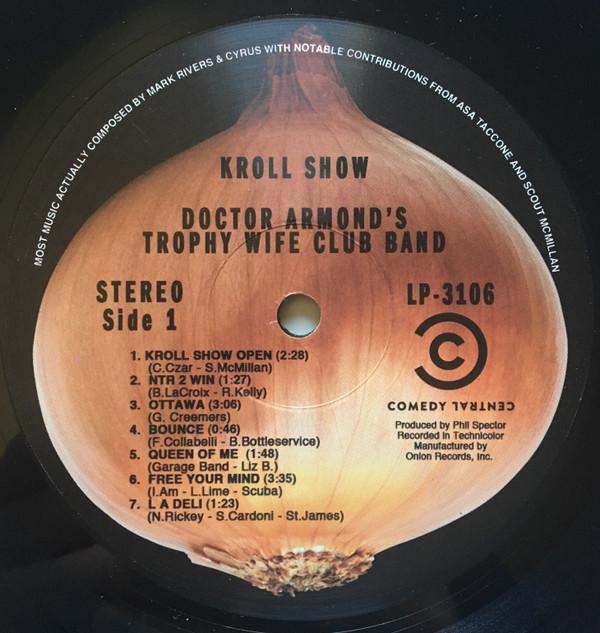 MOST MUSIC ACTUALLY COMPOSED BY MARK RIVERS & CYRUS WITH NOTABLE CONTRIBUTIONS FROM ASA TACCONE AND SCOUT MCMILLAN
KROLL SHOW
DOCTOR ARMOND'S
TROPHY WIFE CLUB BAND
STEREO
Side 1
LP-3106
1. KROLL SHOW OPEN (2:28)
(C.Czar - S.McMillan)
2. NTR 2 WIN (1:27)
(B.LaCroix - R.Kelly)
3. OTTAWA (3:06)
(G. Creemers)
4. BOUNCE (0:46)
(F.Collabelli - B.Bottleservice)
5. QUEEN OF ME (1:48)
(Garage Band - Liz B.)
6. FREE YOUR MIND (3:35)
(I.Am - L.Lime - Scuba)
7. L A DELI (1:23)
(N.Rickey - S.Cardoni - St.James)
COMEDY CENTRAL
Produced by Phil Spector
Recorded in Technicolor
Manufactured by
Onion Records, Inc.